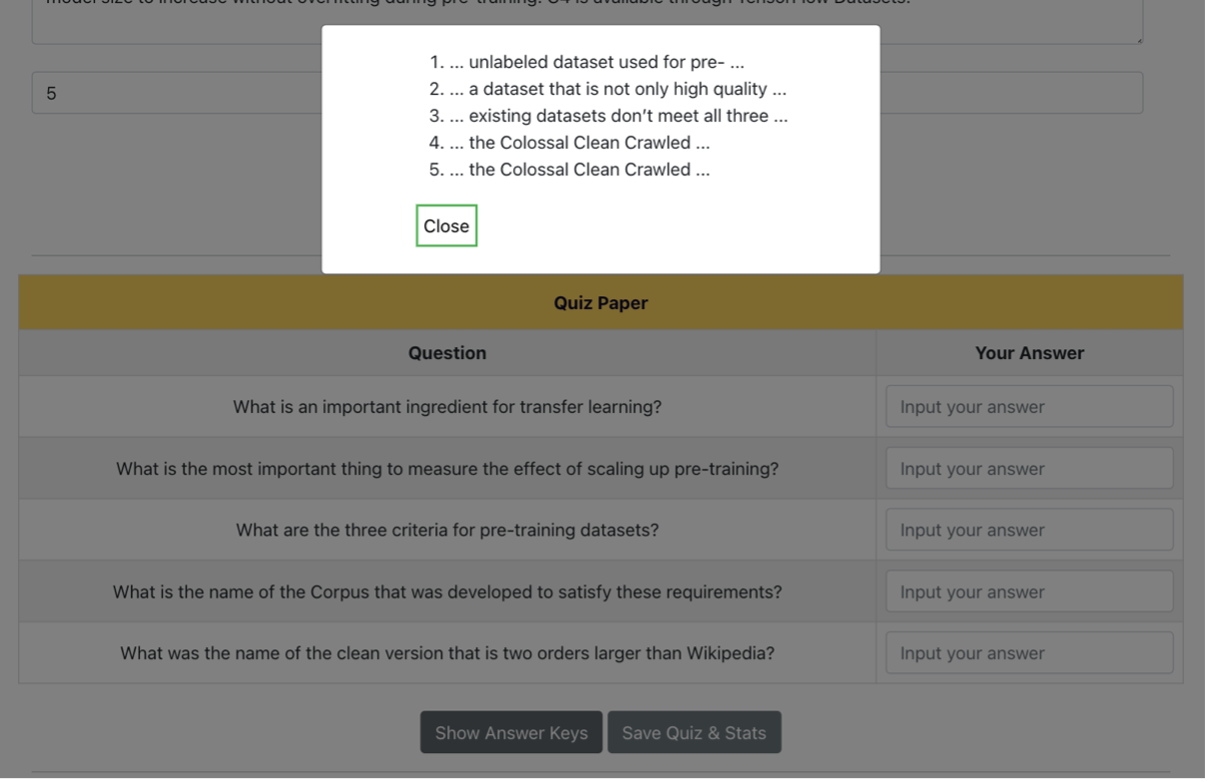 model size to increase without overfitting during pre-training. C4 is available through TensorFlow Datasets.
5
1. ... unlabeled dataset used for pre- ...
2. ... a dataset that is not only high quality ...
3. ... existing datasets don’t meet all three ...
4. ... the Colossal Clean Crawled ...
5. ... the Colossal Clean Crawled ...
Close
Quiz Paper
Question Your Answer
What is an important ingredient for transfer learning? Input your answer
What is the most important thing to measure the effect of scaling up pre-training? Input your answer
What are the three criteria for pre-training datasets? Input your answer
What is the name of the Corpus that was developed to satisfy these requirements? Input your answer
What was the name of the clean version that is two orders larger than Wikipedia? Input your answer
Show Answer Keys Save Quiz & Stats